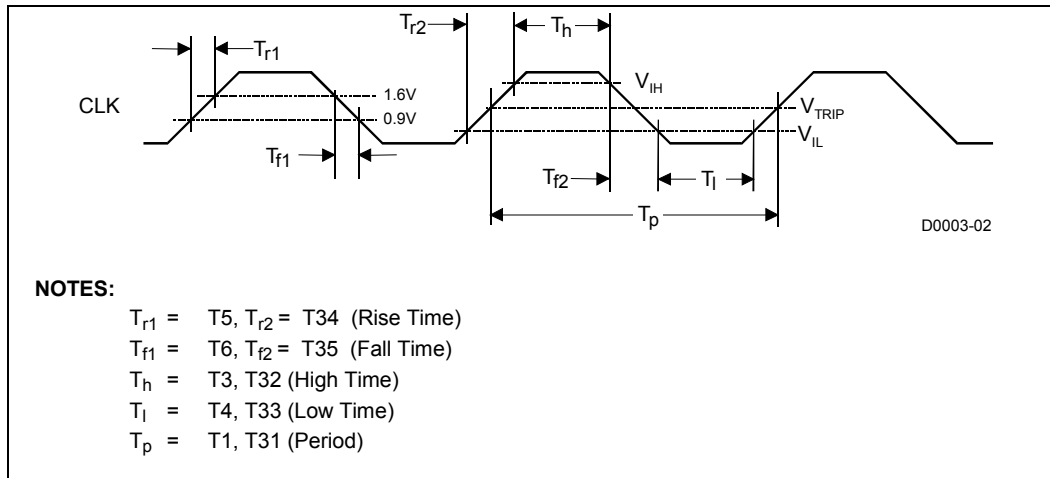 Tr2
Th
Tr1
VIH
CLK
1.6V
VTRIP
0.9V
VIL
Tf1
Tf2
Tl
Tp
D0003-02
NOTES:
Tr1 = T5, Tr2 = T34 (Rise Time)
Tf1 = T6, Tf2 = T35 (Fall Time)
Th = T3, T32 (High Time)
Tl = T4, T33 (Low Time)
Tp = T1, T31 (Period)